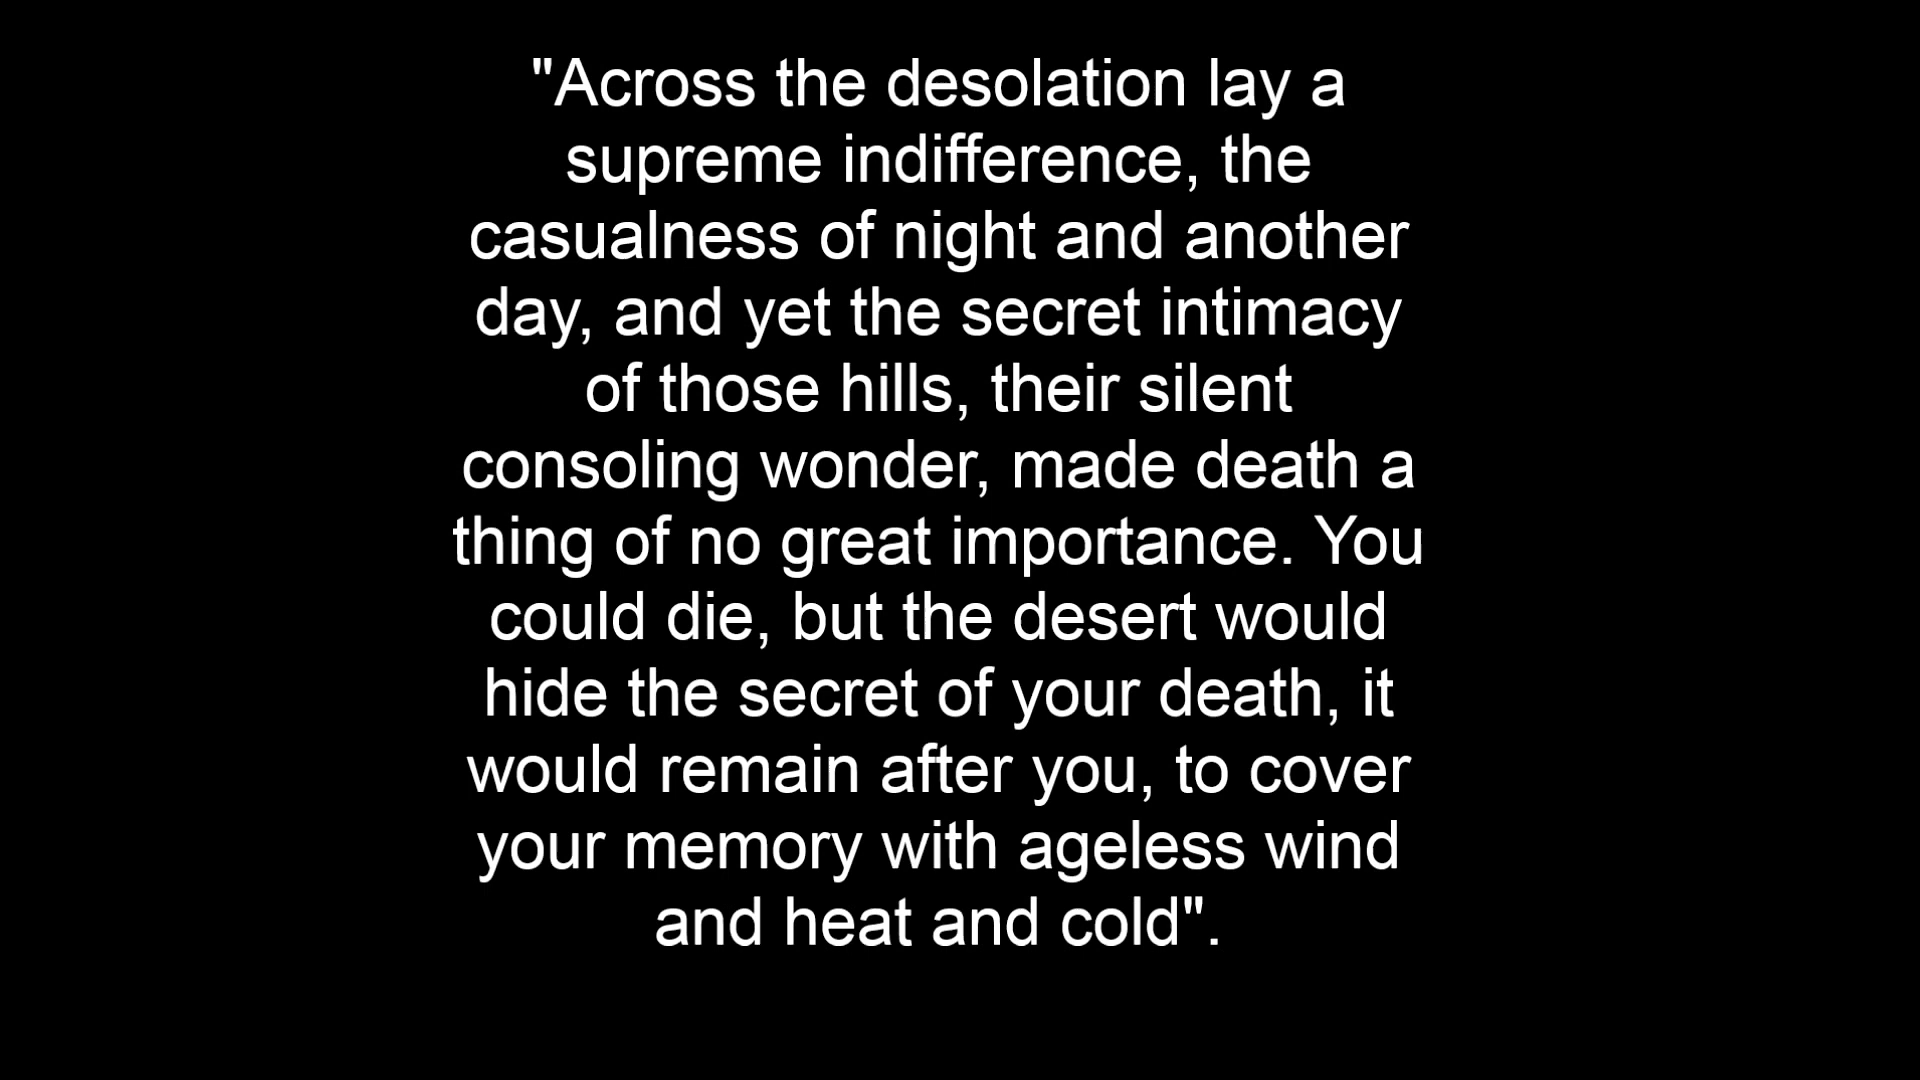 "Across the desolation lay a
supreme indifference, the
casualness of night and another
day, and yet the secret intimacy
of those hills, their silent
consoling wonder, made death a
thing of no great importance. You
could die, but the desert would
hide the secret of your death, it
would remain after you, to cover
your memory with ageless wind
and heat and cold".